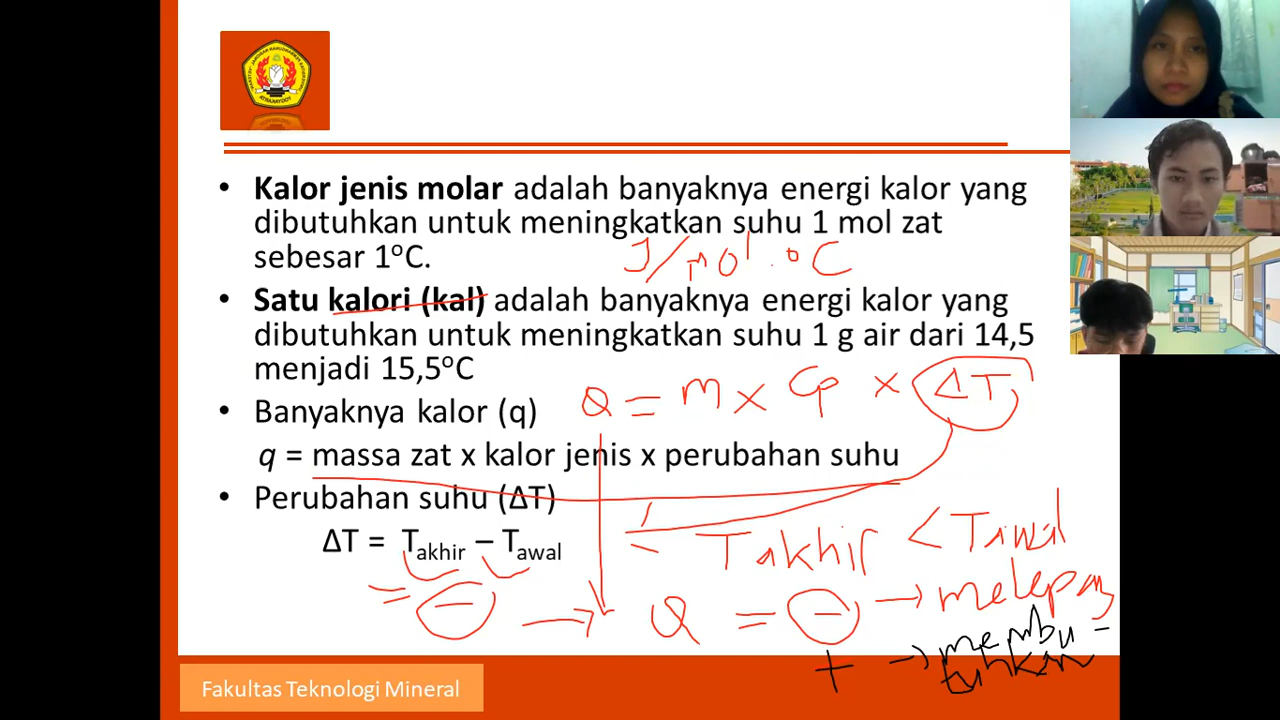 • Kalor jenis molar adalah banyaknya energi kalor yang
dibutuhkan untuk meningkatkan suhu 1 mol zat
sebesar 1°C.
J/mol.°C
• Satu kalori (kal) adalah banyaknya energi kalor yang
dibutuhkan untuk meningkatkan suhu 1 g air dari 14,5
menjadi 15,5°C
Q = m x Cp x ΔT
• Banyaknya kalor (q)
q = massa zat x kalor jenis x perubahan suhu
• Perubahan suhu (ΔT)
ΔT = Takhir – Tawal
Takhir < Tawal
= − → Q = − → melepas
+ → membu -
tuhkan
Fakultas Teknologi Mineral